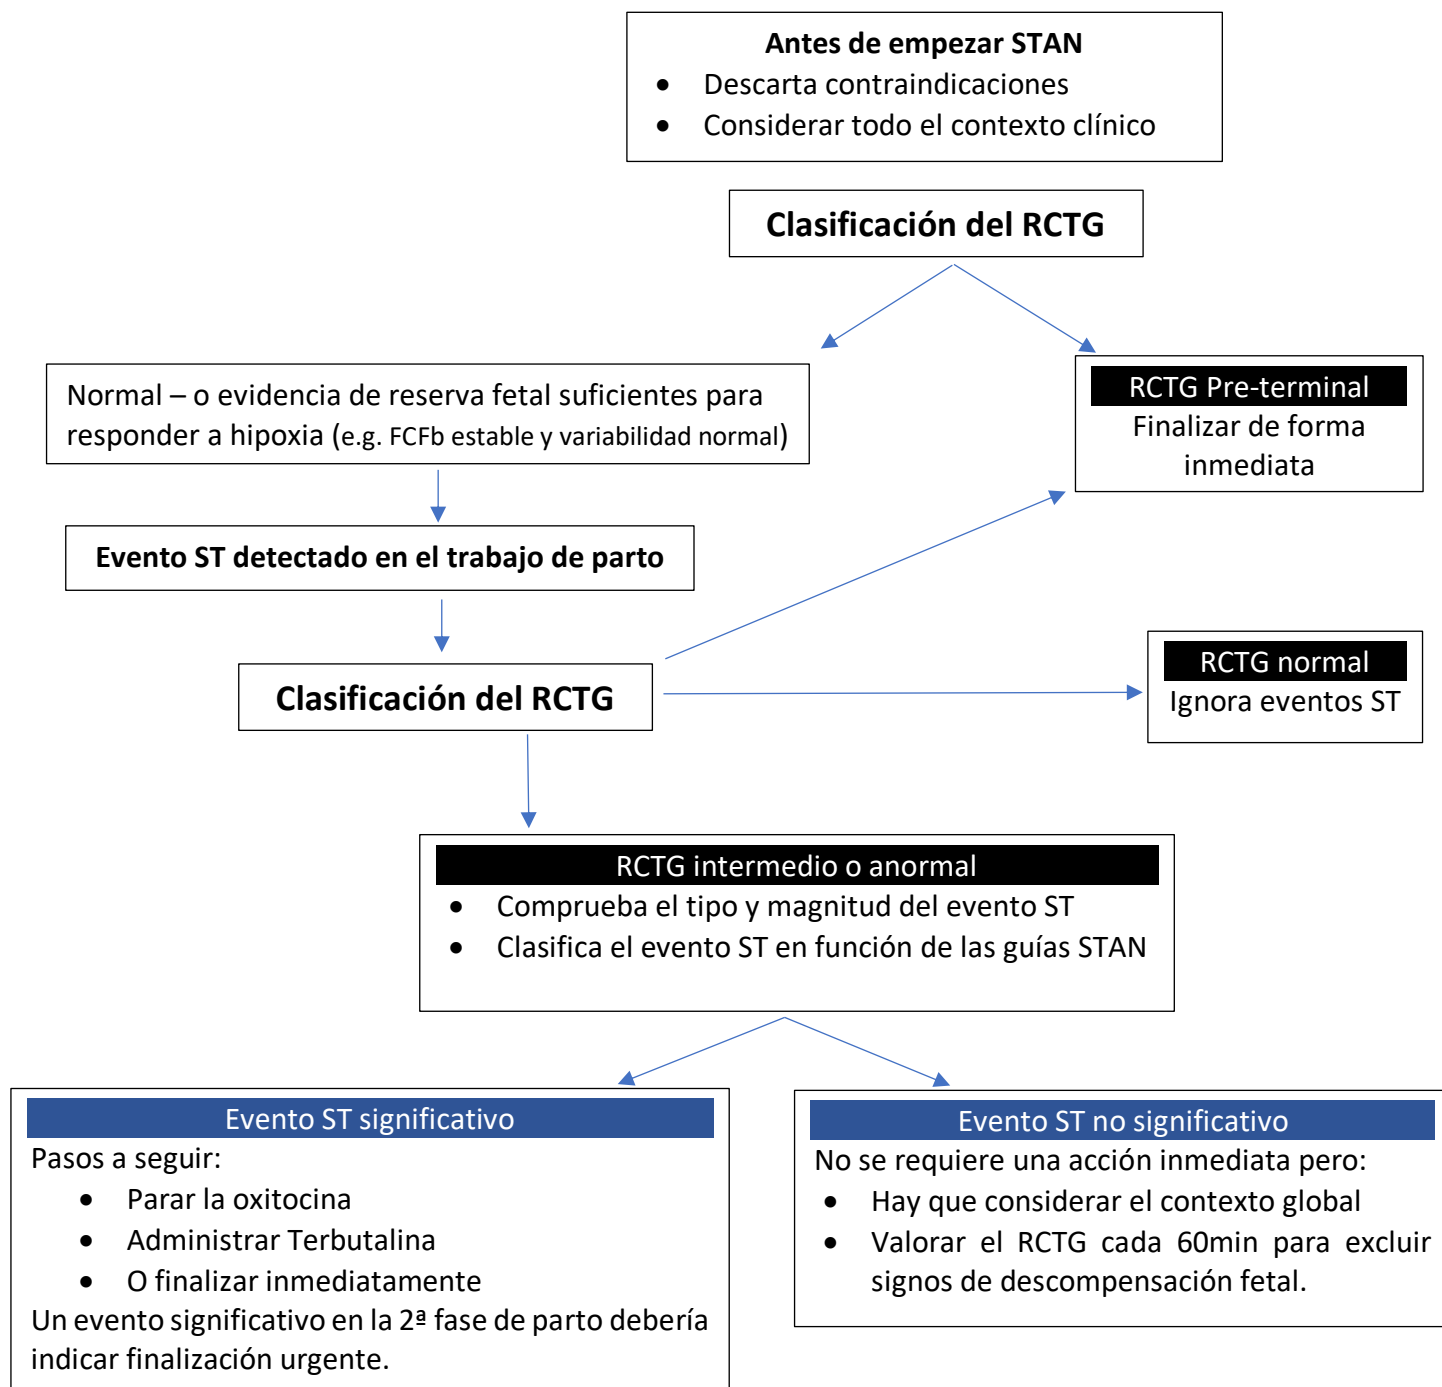 Antes de empezar STAN
• Descarta contraindicaciones
• Considerar todo el contexto clínico
Clasificación del RCTG
Normal – o evidencia de reserva fetal suficientes para
responder a hipoxia (e.g. FCFb estable y variabilidad normal)
RCTG Pre-terminal
Finalizar de forma
inmediata
Evento ST detectado en el trabajo de parto
Clasificación del RCTG
RCTG normal
Ignora eventos ST
RCTG intermedio o anormal
• Comprueba el tipo y magnitud del evento ST
• Clasifica el evento ST en función de las guías STAN
Evento ST significativo
Pasos a seguir:
• Parar la oxitocina
• Administrar Terbutalina
• O finalizar inmediatamente
Un evento significativo en la 2ª fase de parto debería
indicar finalización urgente.
Evento ST no significativo
No se requiere una acción inmediata pero:
• Hay que considerar el contexto global
• Valorar el RCTG cada 60min para excluir
signos de descompensación fetal.